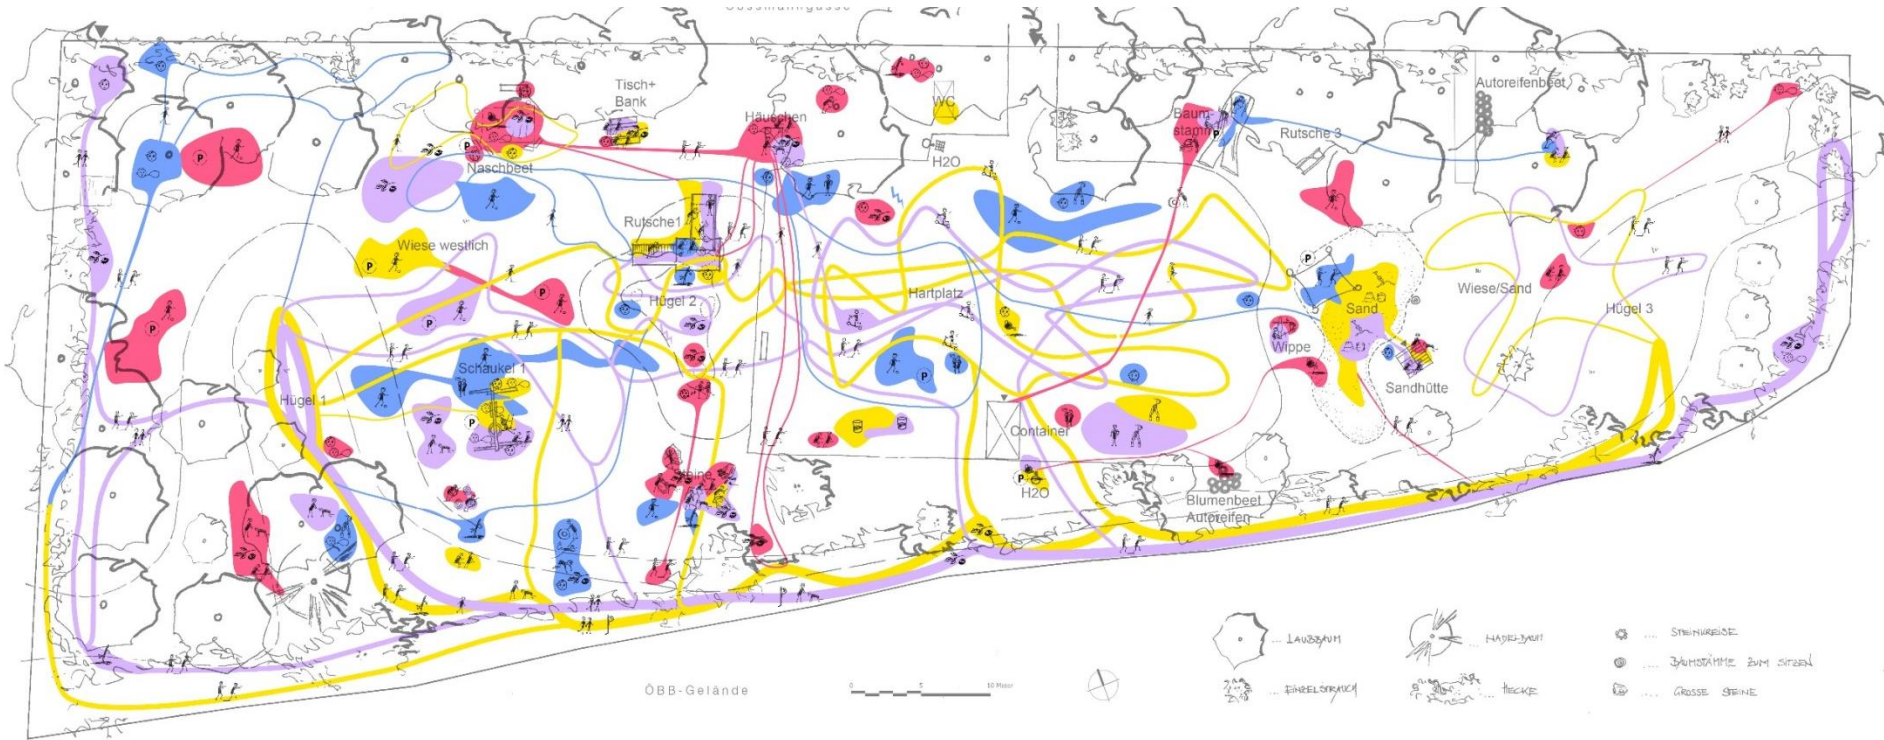 Tisch+
Bank
Autoreifenbeet
WC
Baum-
stamm
Häuschen
Rutsche 3
H2O
P
P
P
Naschbeet
Rutsche1
Wiese westlich
P
P
P
P
Hügel 2
Hartplatz
Sand
Wiese/Sand
Hügel 3
P
Wippe
Sandhütte
Schaukel 1
P
Hügel 1
P
Container
P
H2O
Blumenbeet
Autoreifen
ÖBB-Gelände
0 5 10 Meter
... LAUBBAUM
... NADELBAUM
... STEINKREISE
... BAUMSTÄMME ZUM SITZEN
... EINZELSTRAUCH
... HECKE
... GROSSE STEINE